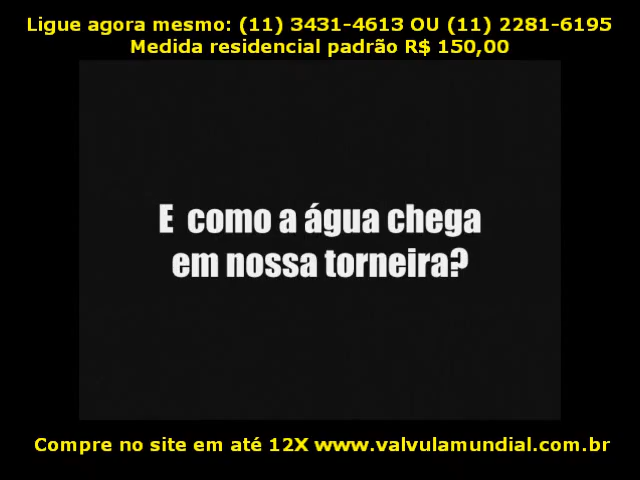 Ligue agora mesmo: (11) 3431-4613 OU (11) 2281-6195
Medida residencial padrão R$ 150,00
E como a água chega
em nossa torneira?
Compre no site em até 12X www.valvulamundial.com.br